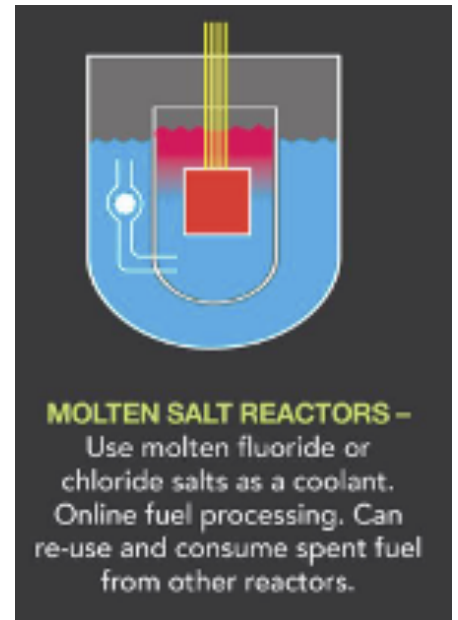 MOLTEN SALT REACTORS –
Use molten fluoride or
chloride salts as a coolant.
Online fuel processing. Can
re-use and consume spent fuel
from other reactors.